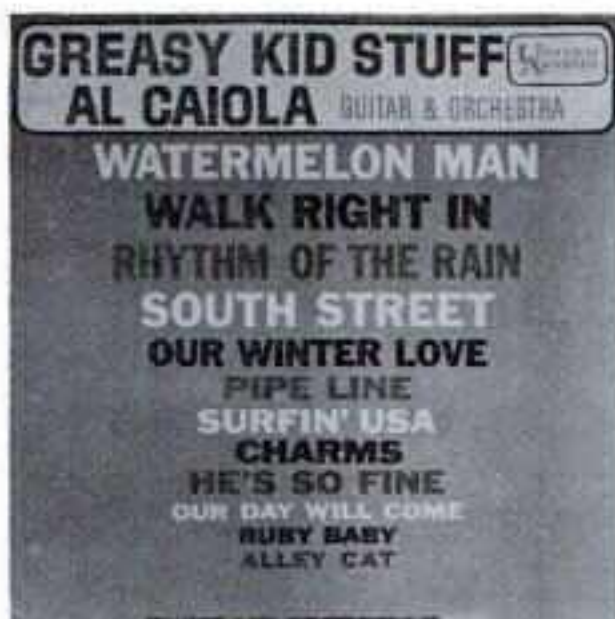 GREASY KID STUFF
AL CAIOLA GUITAR & ORCHESTRA
WATERMELON MAN
WALK RIGHT IN
RHYTHM OF THE RAIN
SOUTH STREET
OUR WINTER LOVE
PIPE LINE
SURFIN' USA
CHARMS
HE'S SO FINE
OUR DAY WILL COME
RUBY BABY
ALLEY CAT